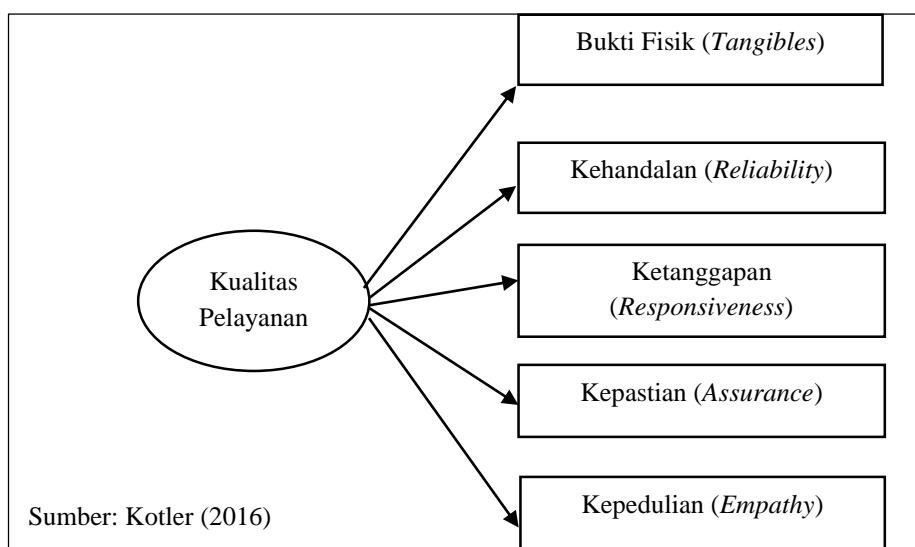 Bukti Fisik (Tangibles)
Kehandalan (Reliability)
Ketanggapan
(Responsiveness)
Kualitas
Pelayanan
Kepastian (Assurance)
Kepedulian (Empathy)
Sumber: Kotler (2016)